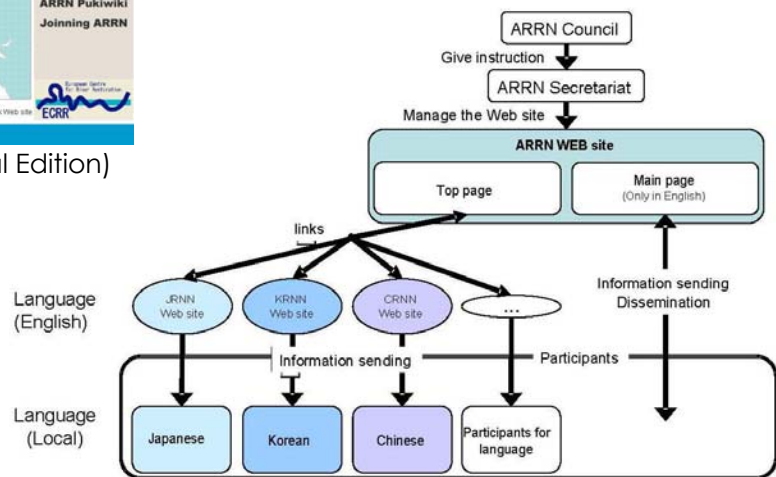 ARRN Pukiwiki
Joinning ARRN
European Centre
for River Restoration
ECRR
Web site
l Edition)
ARRN Council
Give instruction
ARRN Secretariat
Manage the Web site
ARRN WEB site
Top page
Main page
(Only in English)
links
Language
(English)
JRNN
Web site
KRNN
Web site
CRNN
Web site
...
Information sending
Dissemination
Information sending
Participants
Language
(Local)
Japanese
Korean
Chinese
Participants for
language